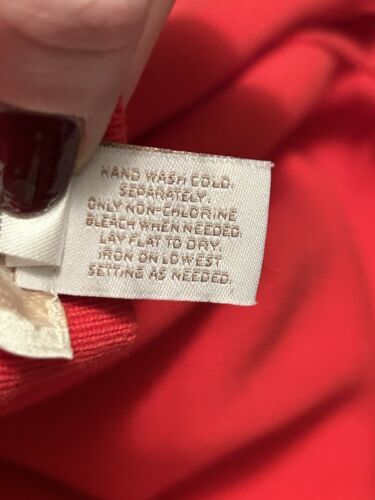 HAND WASH COLD.
SEPARATELY.
ONLY NON-CHLORINE
BLEACH WHEN NEEDED.
LAY FLAT TO DRY.
IRON ON LOWEST
SETTING AS NEEDED.